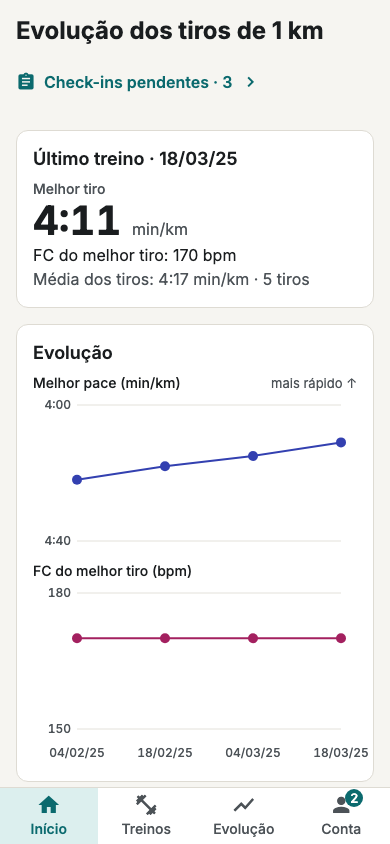 Evolução dos tiros de 1 km
Check-ins pendentes · 3
Último treino · 18/03/25
Melhor tiro
4:11 min/km
FC do melhor tiro: 170 bpm
Média dos tiros: 4:17 min/km · 5 tiros
Evolução
Melhor pace (min/km) mais rápido ↑
4:00
4:40
FC do melhor tiro (bpm)
180
150
04/02/25 18/02/25 04/03/25 18/03/25
2
Início Treinos Evolução Conta